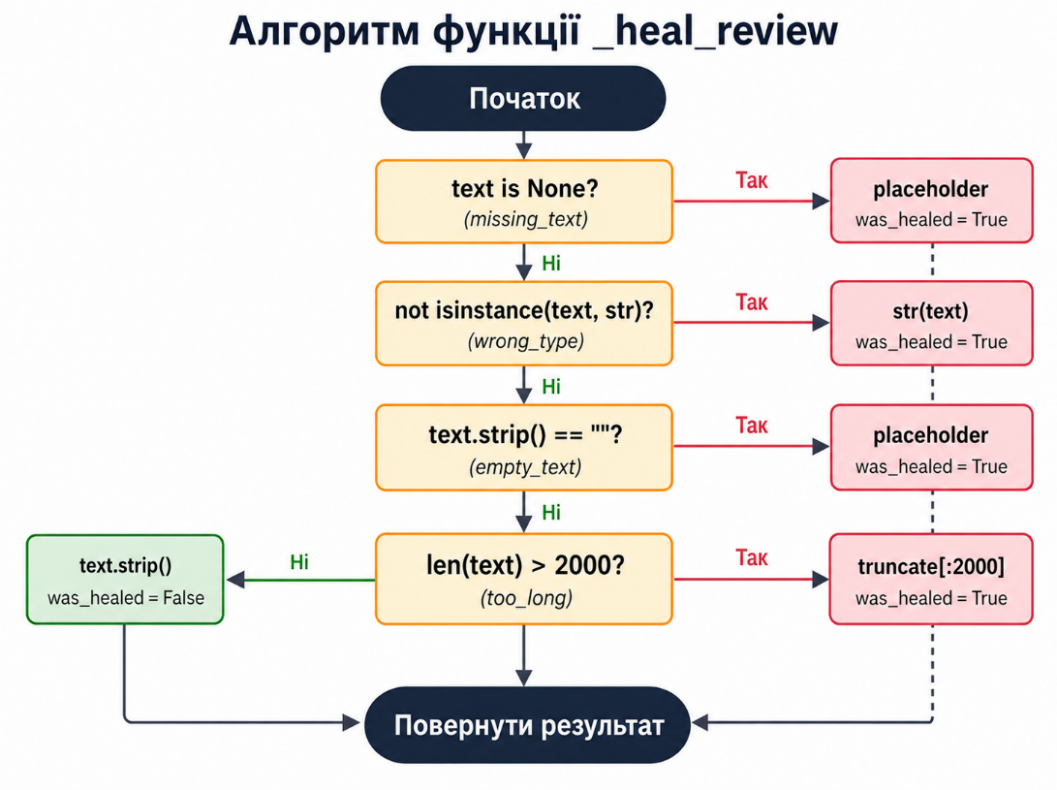 Алгоритм функції _heal_review
Початок
text is None?
(missing_text)
Так
placeholder
was_healed = True
Ні
not isinstance(text, str)?
(wrong_type)
Так
str(text)
was_healed = True
Ні
text.strip() == ""?
(empty_text)
Так
placeholder
was_healed = True
Ні
text.strip()
was_healed = False
Ні
len(text) > 2000?
(too_long)
Так
truncate[:2000]
was_healed = True
Повернути результат